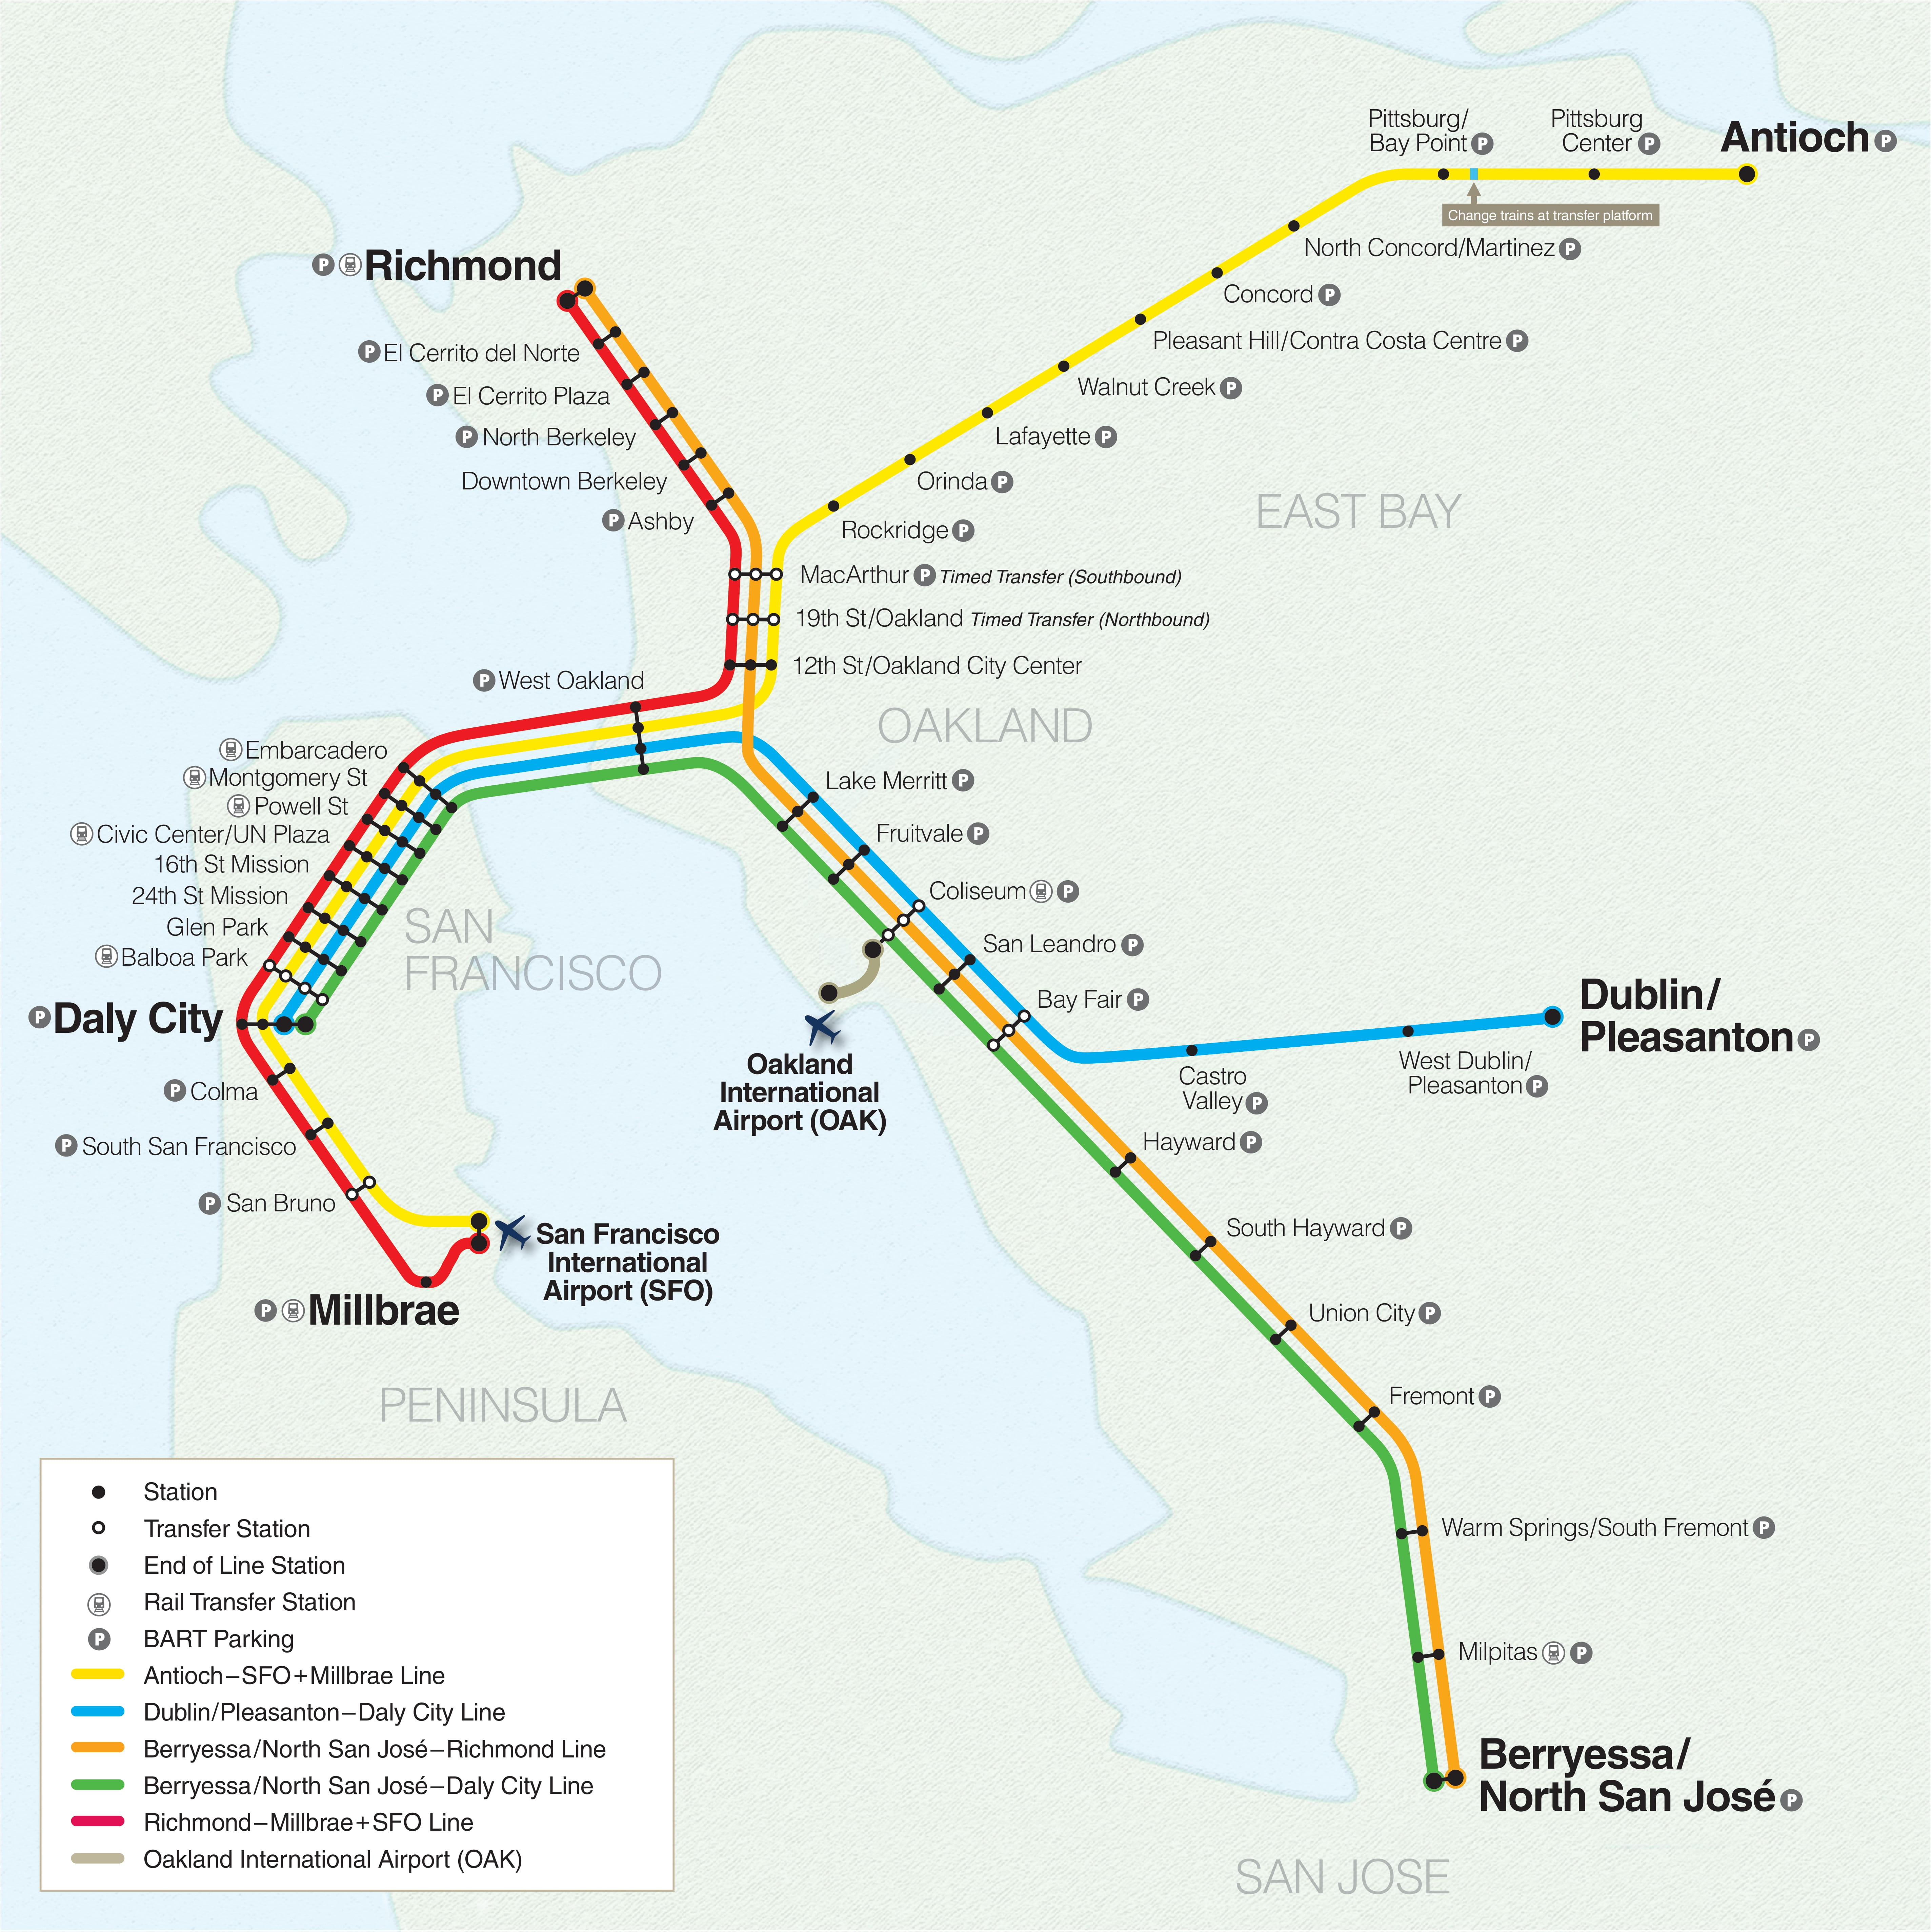 Pittsburg/
Bay Point P
Pittsburg
Center P
Antioch P
Change trains at transfer platform
North Concord/Martinez P
P Richmond
Concord P
P El Cerrito del Norte
Pleasant Hill/Contra Costa Centre P
P El Cerrito Plaza
Walnut Creek P
P North Berkeley
Lafayette P
Downtown Berkeley
Orinda P
EAST BAY
P Ashby
Rockridge P
MacArthur P Timed Transfer (Southbound)
19th St/Oakland Timed Transfer (Northbound)
12th St/Oakland City Center
P West Oakland
OAKLAND
Embarcadero
Montgomery St
Powell St
Civic Center/UN Plaza
16th St Mission
24th St Mission
Glen Park
Balboa Park
P Daly City
SAN
FRANCISCO
Lake Merritt P
Fruitvale P
Coliseum P
San Leandro P
Bay Fair P
Dublin/
Pleasanton P
West Dublin/
Pleasanton P
Castro
Valley P
Oakland
International
Airport (OAK)
P Colma
P South San Francisco
P San Bruno
San Francisco
International
Airport (SFO)
P Millbrae
PENINSULA
Hayward P
South Hayward P
Union City P
Fremont P
Warm Springs/South Fremont P
Milpitas P
Berryessa/
North San José P
SAN JOSE
Station
Transfer Station
End of Line Station
Rail Transfer Station
P BART Parking
Antioch–SFO+Millbrae Line
Dublin/Pleasanton–Daly City Line
Berryessa/North San José–Richmond Line
Berryessa/North San José–Daly City Line
Richmond–Millbrae+SFO Line
Oakland International Airport (OAK)